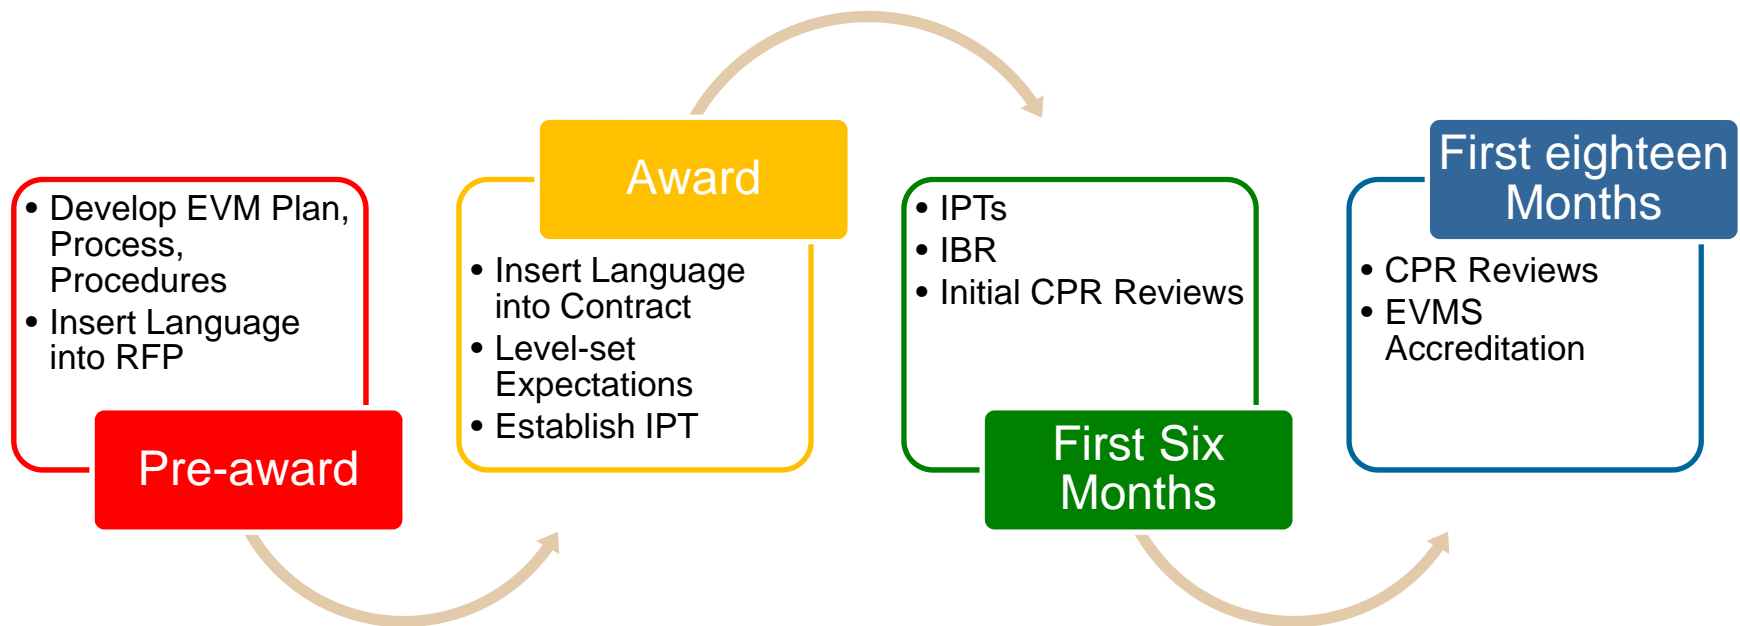 • Develop EVM Plan,
Process,
Procedures
• Insert Language
into RFP
Pre-award
Award
• Insert Language
into Contract
• Level-set
Expectations
• Establish IPT
• IPTs
• IBR
• Initial CPR Reviews
First Six
Months
First eighteen
Months
• CPR Reviews
• EVMS
Accreditation